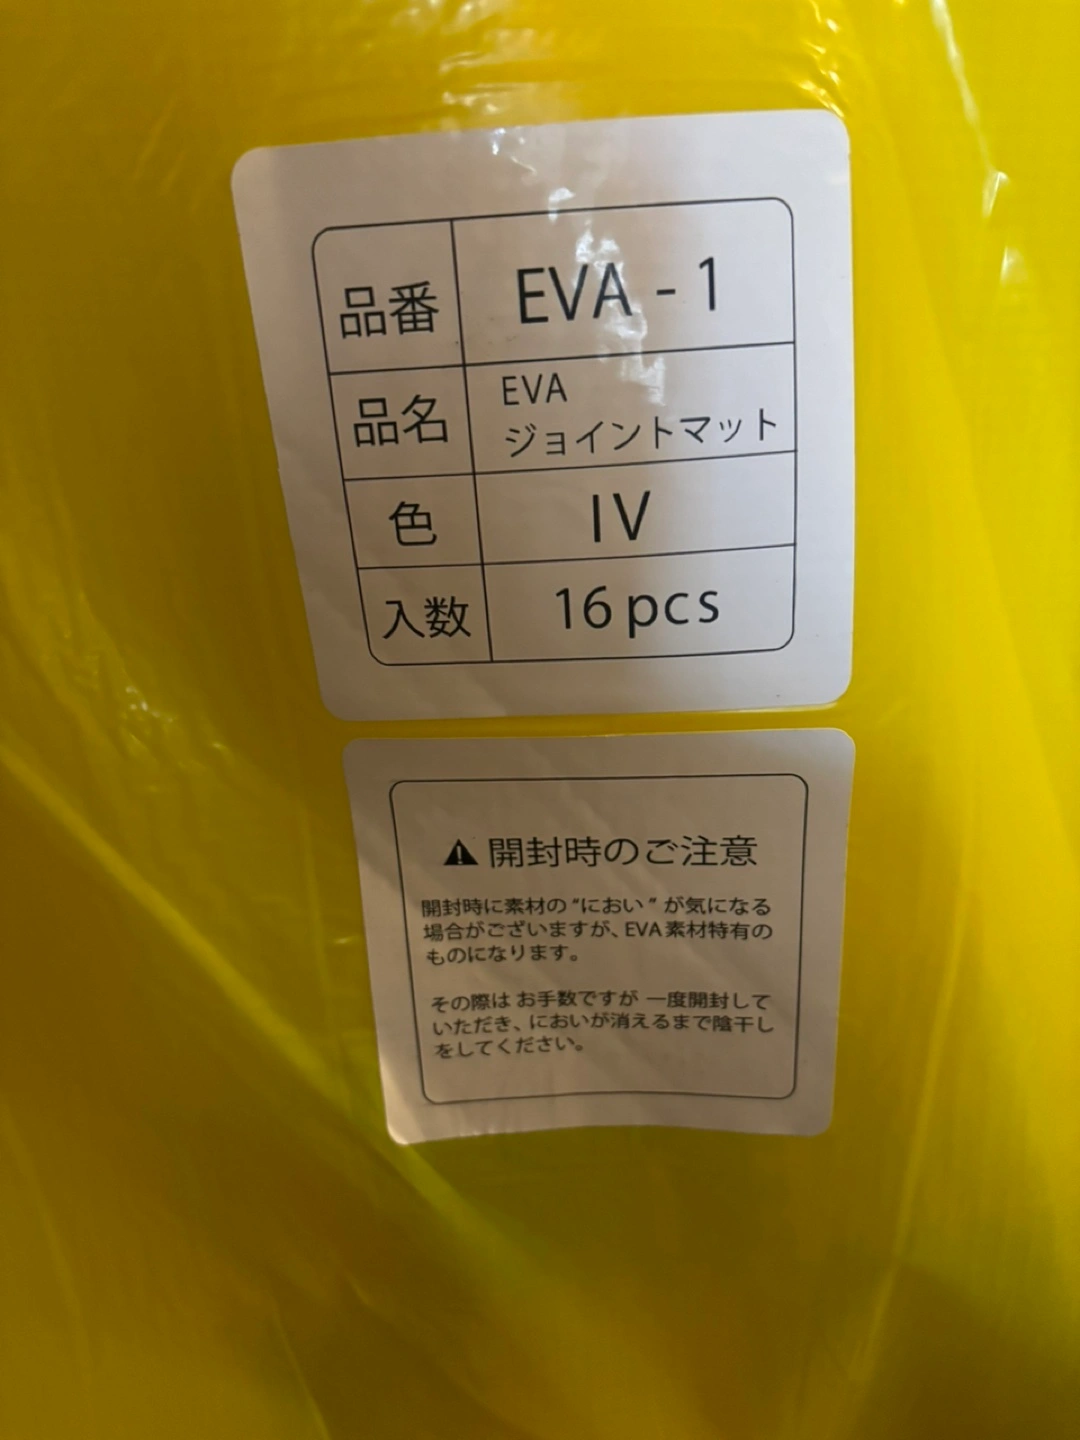 品番 EVA - 1
品名 EVA
ジョイントマット
色 IV
入数 16 pcs
⚠ 開封時のご注意
開封時に素材の“におい”が気になる
場合がございますが、EVA素材特有の
ものになります。
その際は お手数ですが 一度開封して
いただき、においが消えるまで陰干し
をしてください。